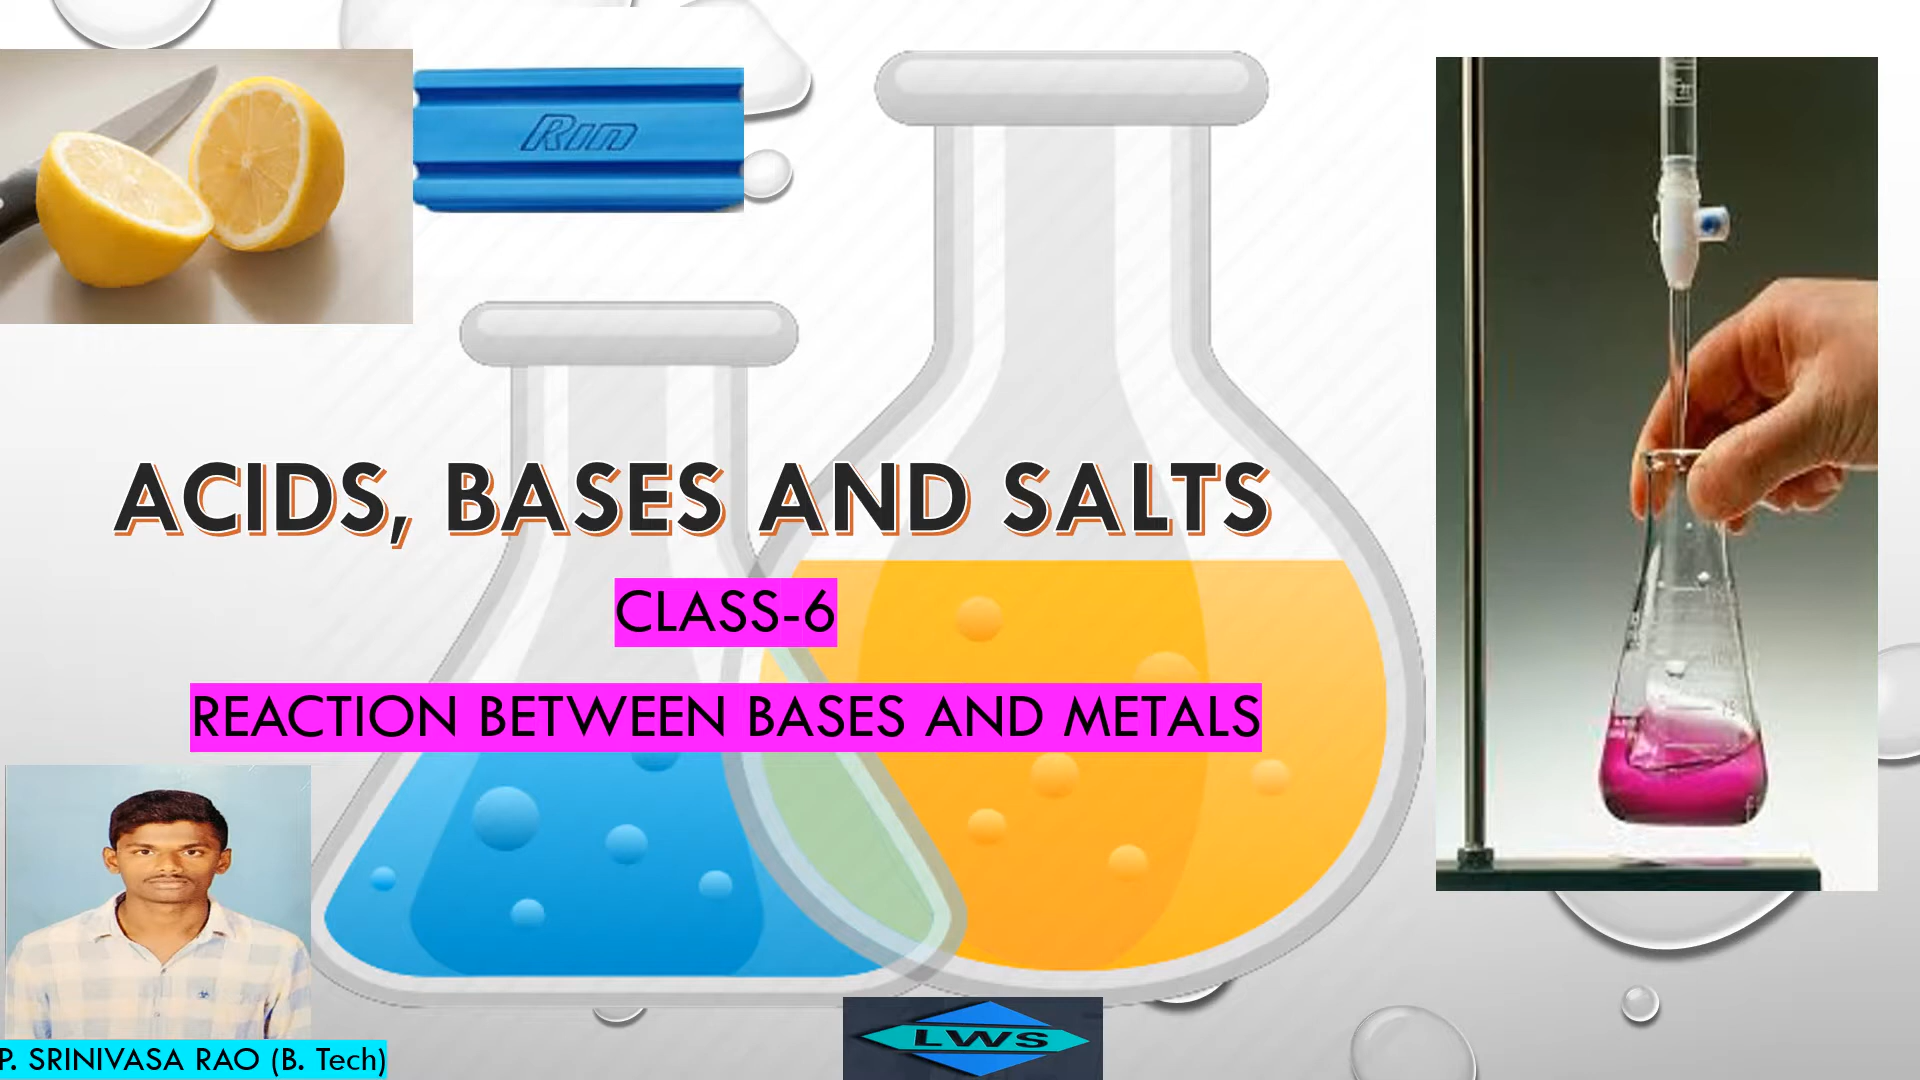 Rin
ACIDS, BASES AND SALTS
CLASS-6
REACTION BETWEEN BASES AND METALS
P. SRINIVASA RAO (B. Tech)
LWS